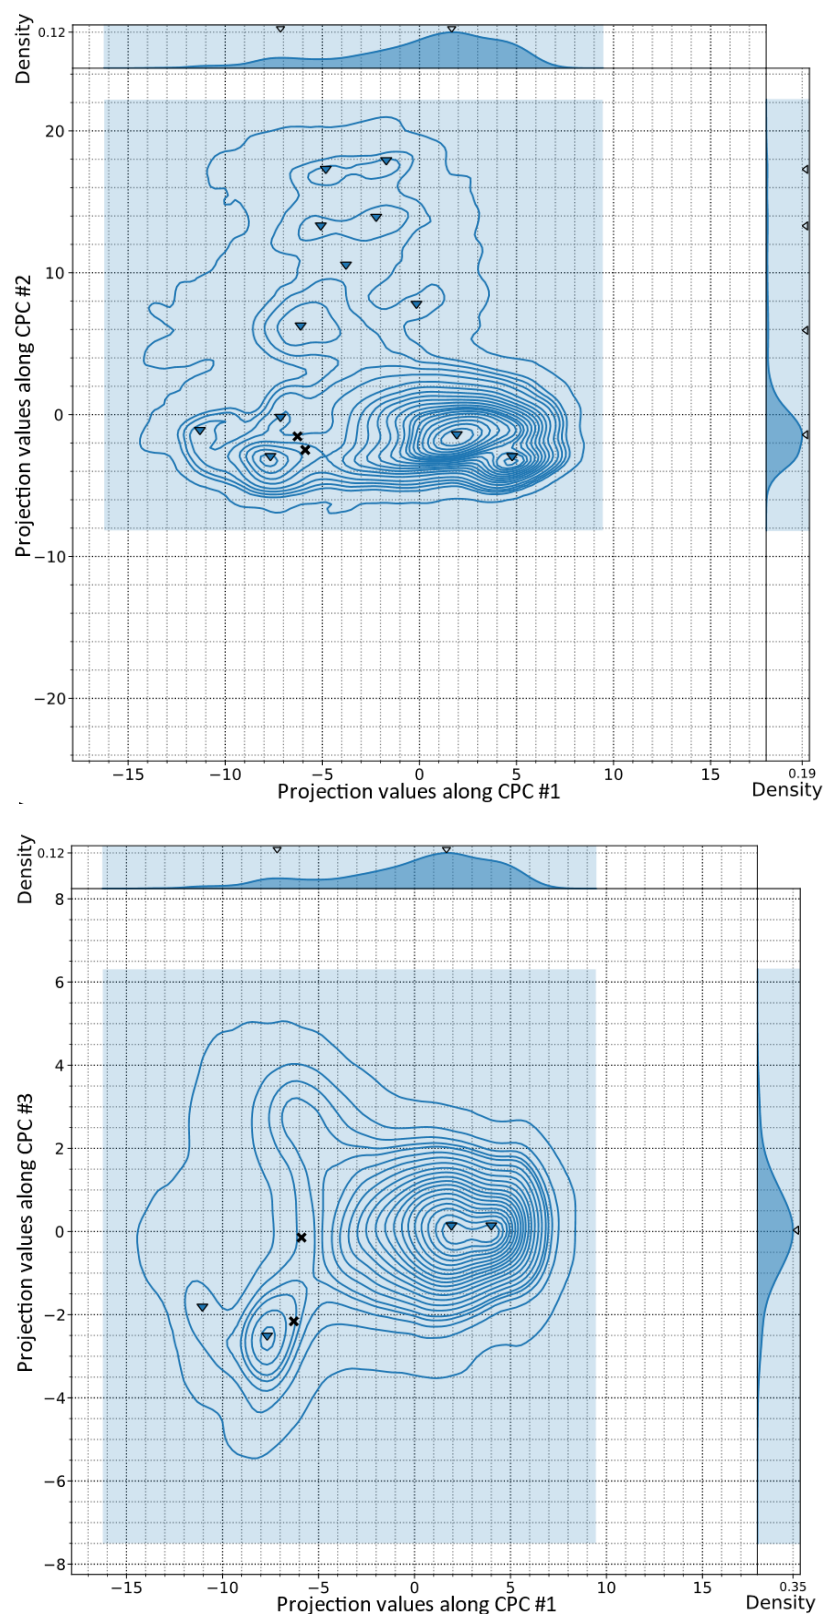 Density
0.12
20
10
0
−10
−20
Projection values along CPC #2
−15 −10 −5 0 5 10 15 0.19
Projection values along CPC #1 Density
Density
0.12
8
6
4
2
0
−2
−4
−6
−8
Projection values along CPC #3
−15 −10 −5 0 5 10 15 0.35
Projection values along CPC #1 Density